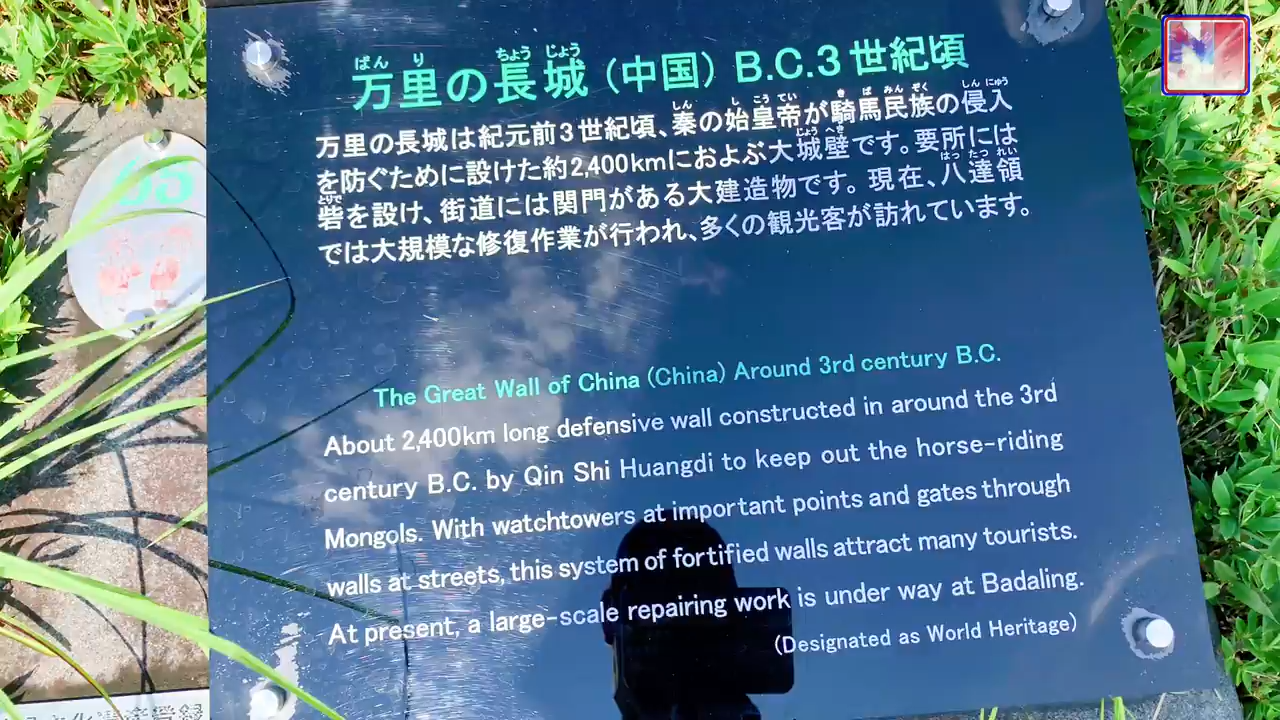 万里の長城（中国）B.C.3世紀頃
万里の長城は紀元前3世紀頃、秦の始皇帝が騎馬民族の侵入
を防ぐために設けた約2,400kmにおよぶ大城壁です。要所には
砦を設け、街道には関門がある大建造物です。現在、八達領
では大規模な修復作業が行われ、多くの観光客が訪れています。
The Great Wall of China (China) Around 3rd century B.C.
About 2,400km long defensive wall constructed in around the 3rd
century B.C. by Qin Shi Huangdi to keep out the horse-riding
Mongols. With watchtowers at important points and gates through
walls at streets, this system of fortified walls attract many tourists.
At present, a large-scale repairing work is under way at Badaling.
(Designated as World Heritage)